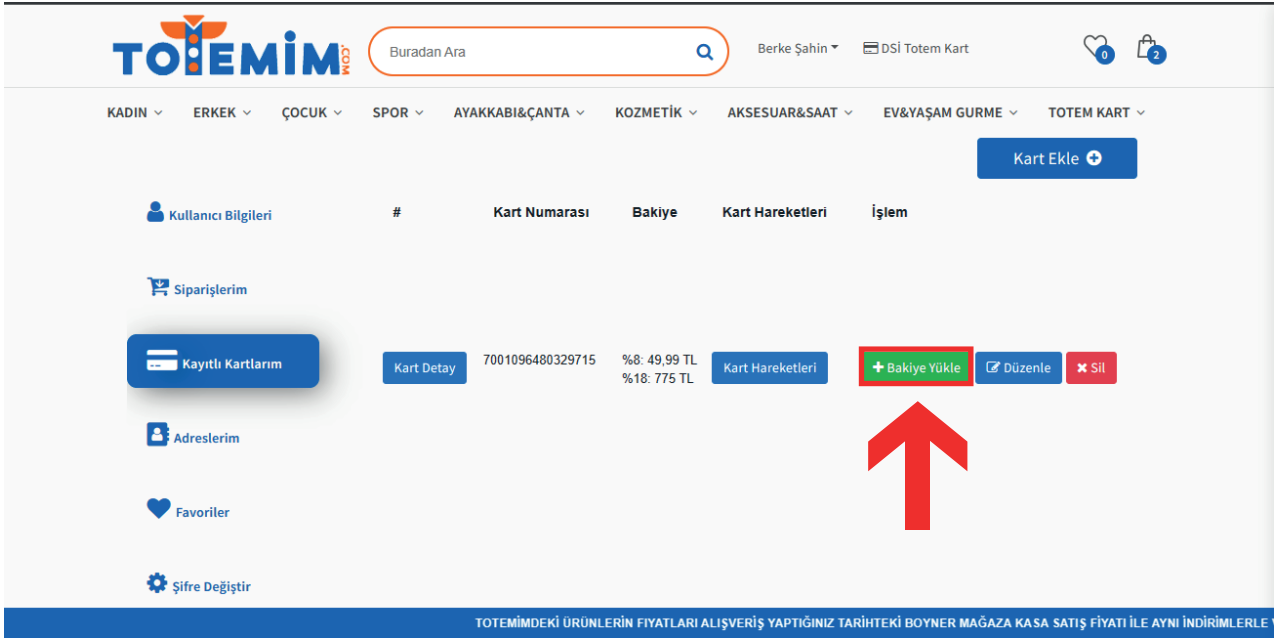 TOTEMİM.COM
Buradan Ara
Berke Şahin
DSİ Totem Kart
0
2
KADIN
ERKEK
ÇOCUK
SPOR
AYAKKABI&ÇANTA
KOZMETİK
AKSESUAR&SAAT
EV&YAŞAM GURME
TOTEM KART
Kart Ekle
Kullanıcı Bilgileri
# Kart Numarası Bakiye Kart Hareketleri İşlem
Siparişlerim
Kayıtlı Kartlarım
Kart Detay
7001096480329715
%8: 49,99 TL
%18: 775 TL
Kart Hareketleri
Bakiye Yükle
Düzenle
Sil
Adreslerim
Favoriler
Şifre Değiştir
TOTEMİMDEKİ ÜRÜNLERİN FIYATLARI ALIŞVERİŞ YAPTIĞINIZ TARİHTEKİ BOYNER MAĞAZA KASA SATIŞ FİYATI İLE AYNI İNDİRİMLERLE